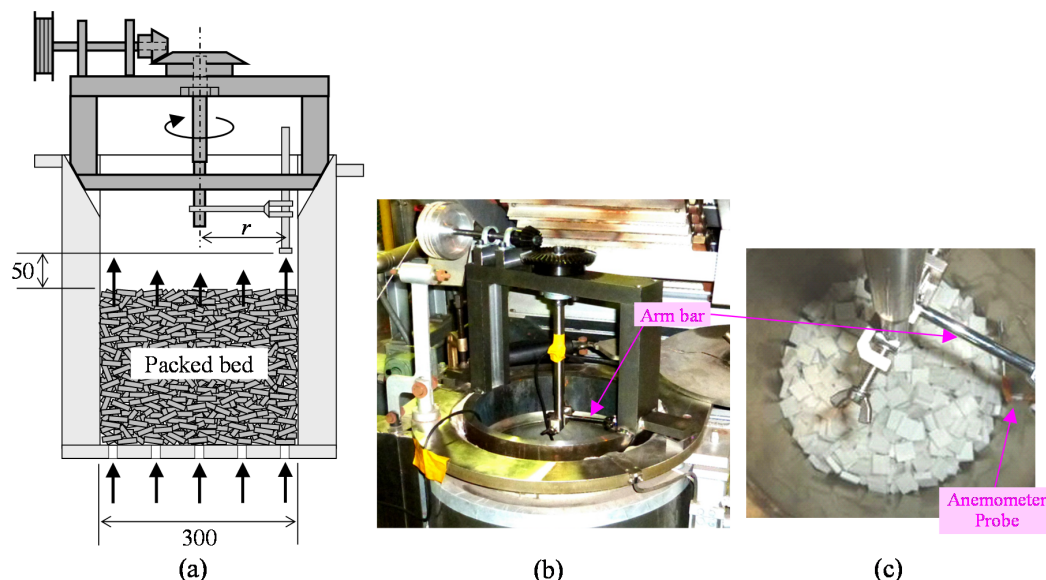 r
50
Packed bed
300
(a)
Arm bar
(b)
Anemometer
Probe
(c)